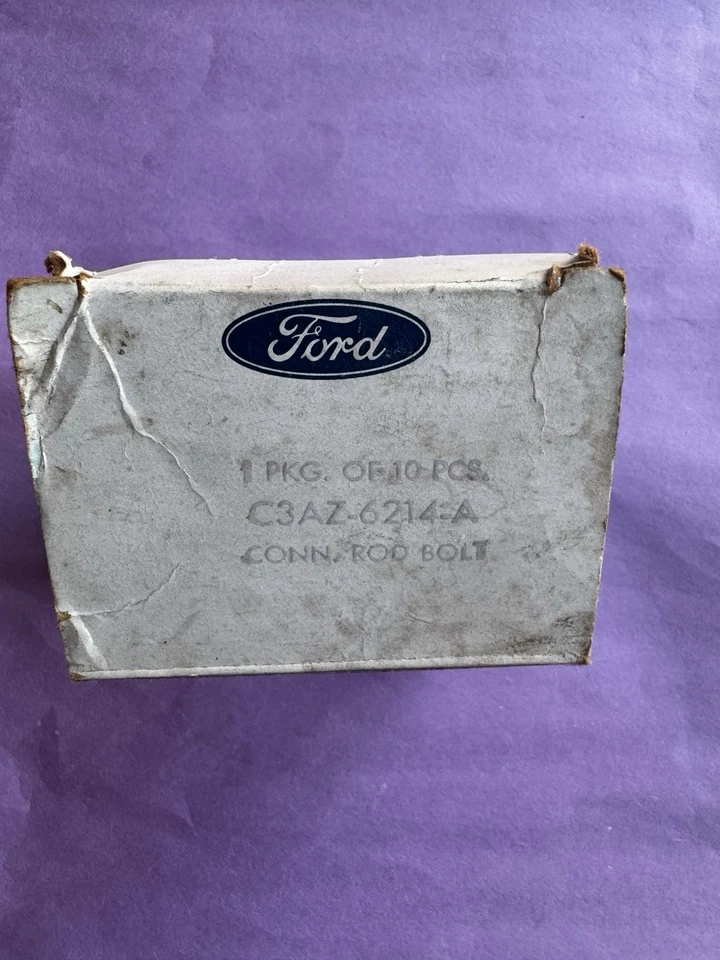 Ford
1 PKG. OF 10 PCS.
C3AZ-6214-A
CONN. ROD BOLT